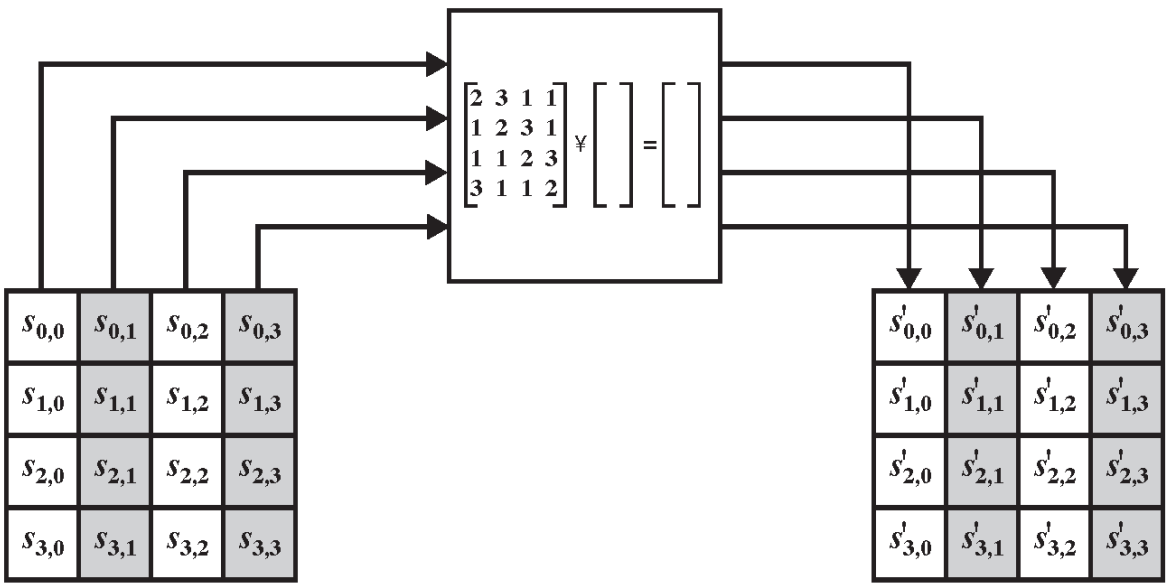 2 3 1 1
1 2 3 1
1 1 2 3
3 1 1 2
¥ =
s0,0 s0,1 s0,2 s0,3
s1,0 s1,1 s1,2 s1,3
s2,0 s2,1 s2,2 s2,3
s3,0 s3,1 s3,2 s3,3
s'0,0 s'0,1 s'0,2 s'0,3
s'1,0 s'1,1 s'1,2 s'1,3
s'2,0 s'2,1 s'2,2 s'2,3
s'3,0 s'3,1 s'3,2 s'3,3